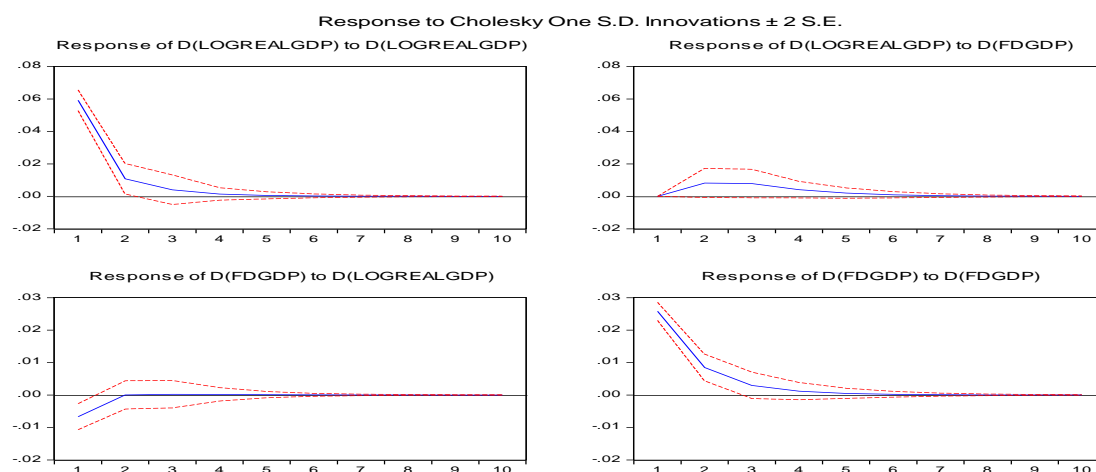 Response to Cholesky One S.D. Innovations ± 2 S.E.
Response of D(LOGREALGDP) to D(LOGREALGDP)
.08
.06
.04
.02
.00
-.02
1 2 3 4 5 6 7 8 9 10
Response of D(LOGREALGDP) to D(FDGDP)
.08
.06
.04
.02
.00
-.02
1 2 3 4 5 6 7 8 9 10
Response of D(FDGDP) to D(LOGREALGDP)
.03
.02
.01
.00
-.01
-.02
1 2 3 4 5 6 7 8 9 10
Response of D(FDGDP) to D(FDGDP)
.03
.02
.01
.00
-.01
-.02
1 2 3 4 5 6 7 8 9 10